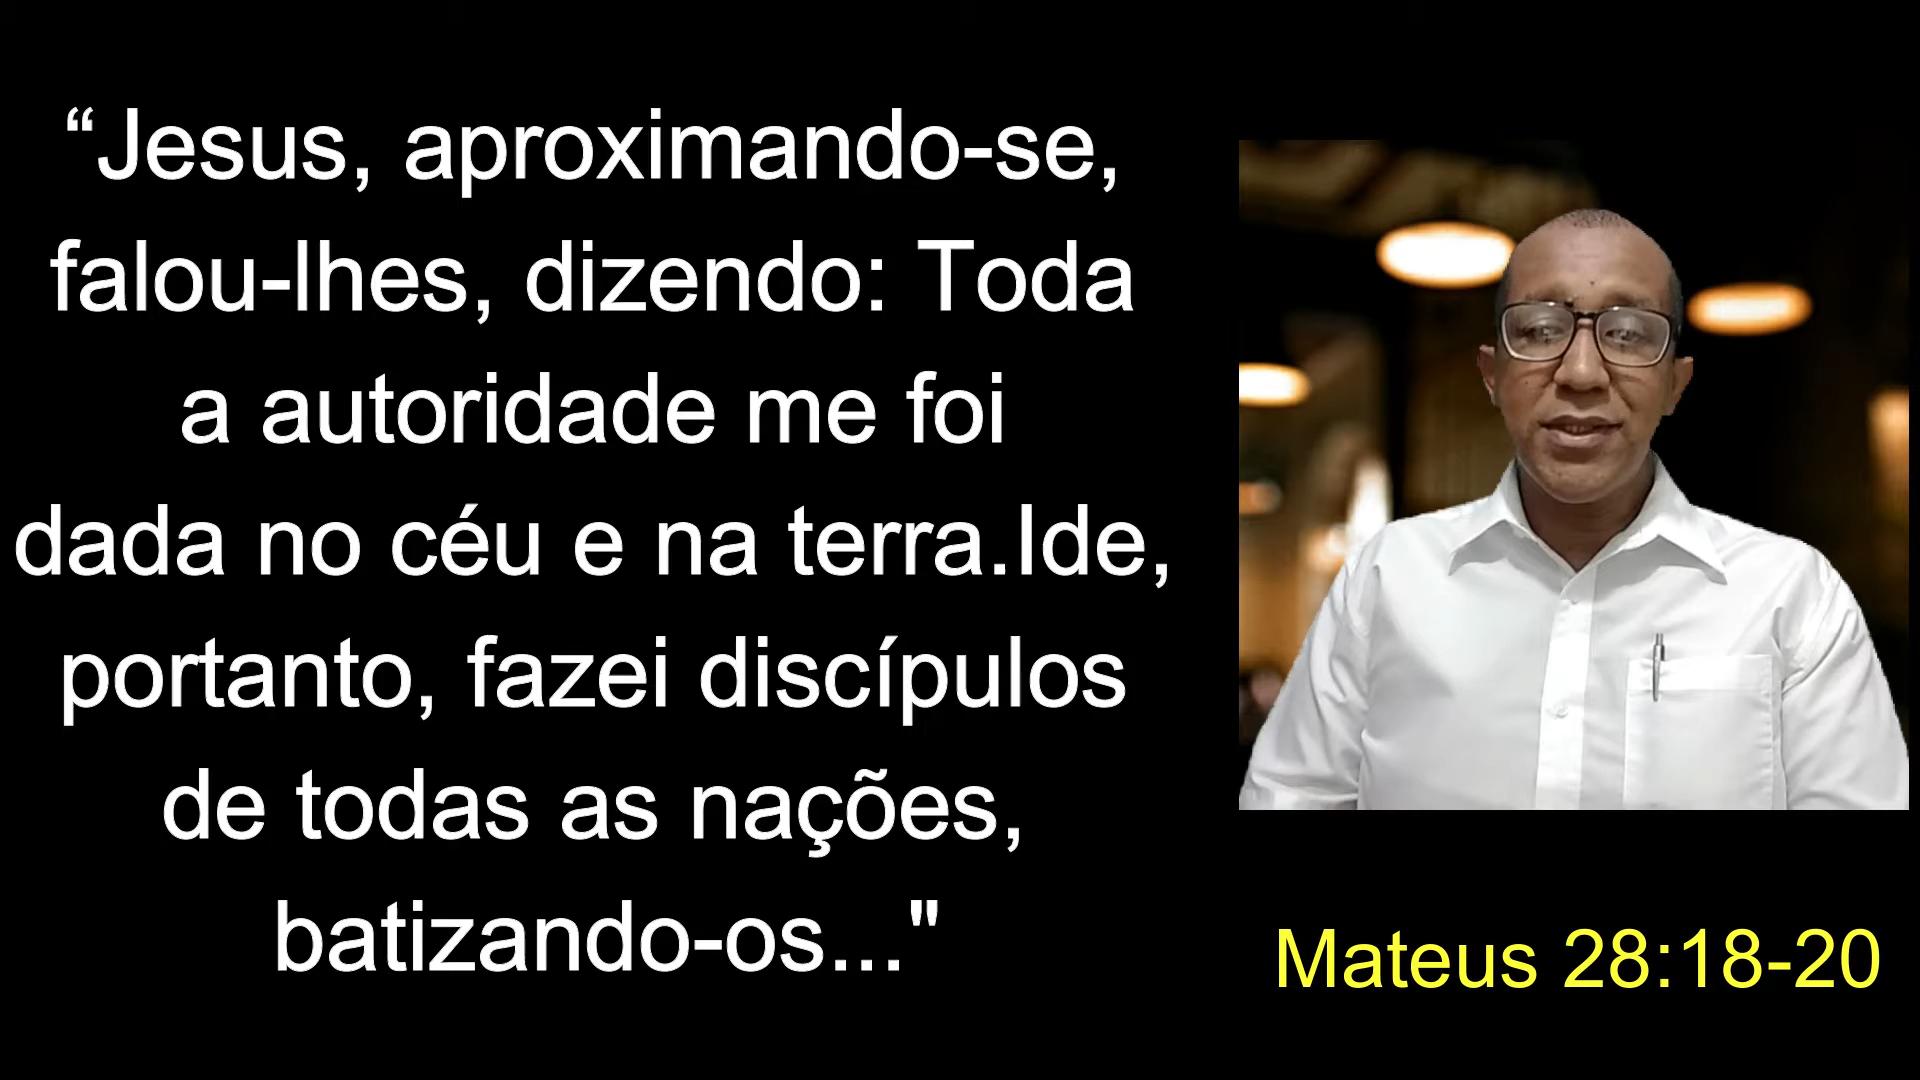 “Jesus, aproximando-se,
falou-lhes, dizendo: Toda
a autoridade me foi
dada no céu e na terra.Ide,
portanto, fazei discípulos
de todas as nações,
batizando-os..."
Mateus 28:18-20